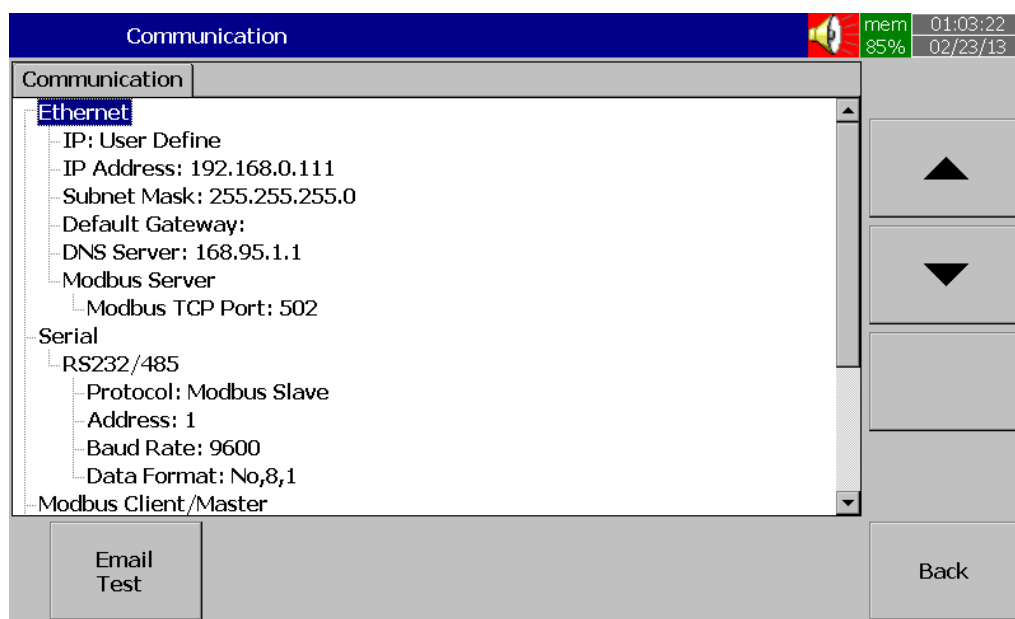 Communication
mem 01:03:22
85% 02/23/13
Communication
Ethernet
IP: User Define
IP Address: 192.168.0.111
Subnet Mask: 255.255.255.0
Default Gateway:
DNS Server: 168.95.1.1
Modbus Server
Modbus TCP Port: 502
Serial
RS232/485
Protocol: Modbus Slave
Address: 1
Baud Rate: 9600
Data Format: No,8,1
Modbus Client/Master
Email
Test
Back